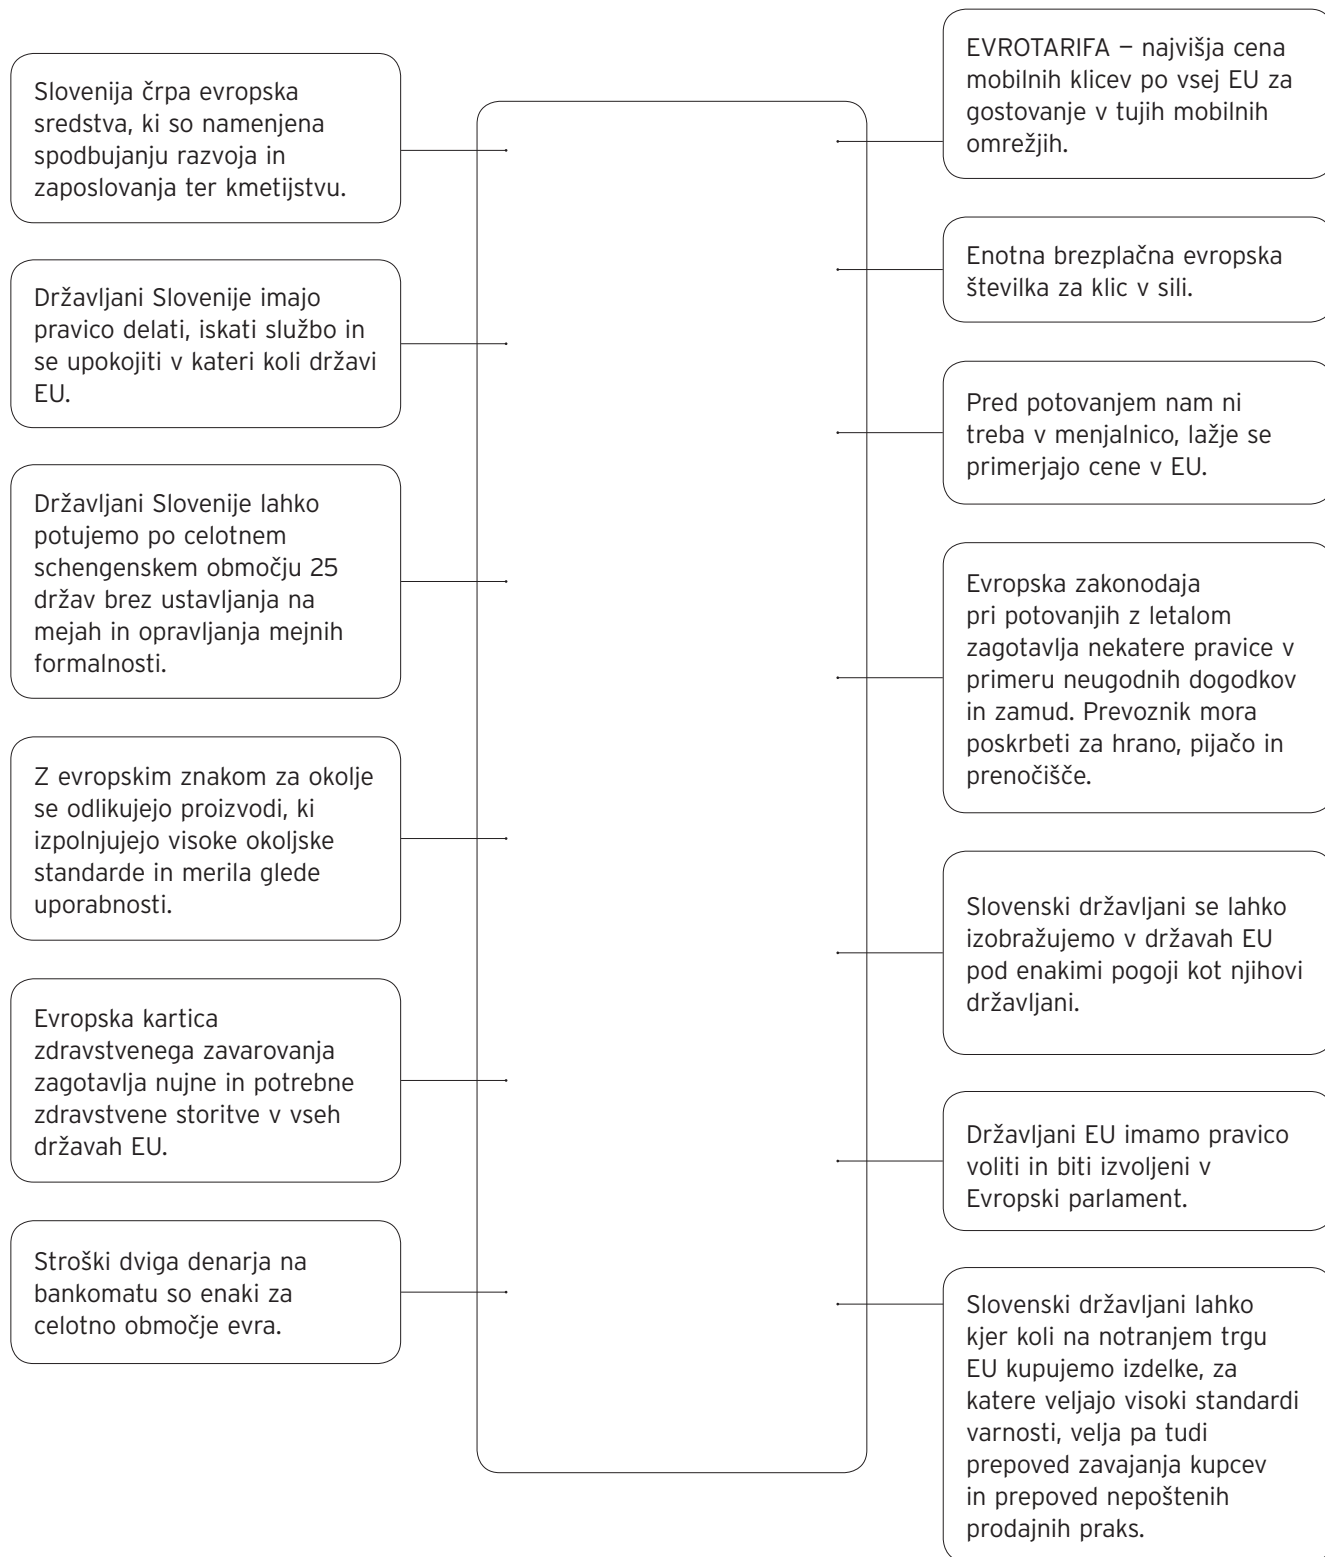 Slovenija črpa evropska
sredstva, ki so namenjena
spodbujanju razvoja in
zaposlovanja ter kmetijstvu.
Državljani Slovenije imajo
pravico delati, iskati službo in
se upokojiti v kateri koli državi
EU.
Državljani Slovenije lahko
potujemo po celotnem
schengenskem območju 25
držav brez ustavljanja na
mejah in opravljanja mejnih
formalnosti.
Z evropskim znakom za okolje
se odlikujejo proizvodi, ki
izpolnjujejo visoke okoljske
standarde in merila glede
uporabnosti.
Evropska kartica
zdravstvenega zavarovanja
zagotavlja nujne in potrebne
zdravstvene storitve v vseh
državah EU.
Stroški dviga denarja na
bankomatu so enaki za
celotno območje evra.
EVROTARIFA – najvišja cena
mobilnih klicev po vsej EU za
gostovanje v tujih mobilnih
omrežjih.
Enotna brezplačna evropska
številka za klic v sili.
Pred potovanjem nam ni
treba v menjalnico, lažje se
primerjajo cene v EU.
Evropska zakonodaja
pri potovanjih z letalom
zagotavlja nekatere pravice v
primeru neugodnih dogodkov
in zamud. Prevoznik mora
poskrbeti za hrano, pijačo in
prenočišče.
Slovenski državljani se lahko
izobražujemo v državah EU
pod enakimi pogoji kot njihovi
državljani.
Državljani EU imamo pravico
voliti in biti izvoljeni v
Evropski parlament.
Slovenski državljani lahko
kjer koli na notranjem trgu
EU kupujemo izdelke, za
katere veljajo visoki standardi
varnosti, velja pa tudi
prepoved zavajanja kupcev
in prepoved nepoštenih
prodajnih praks.